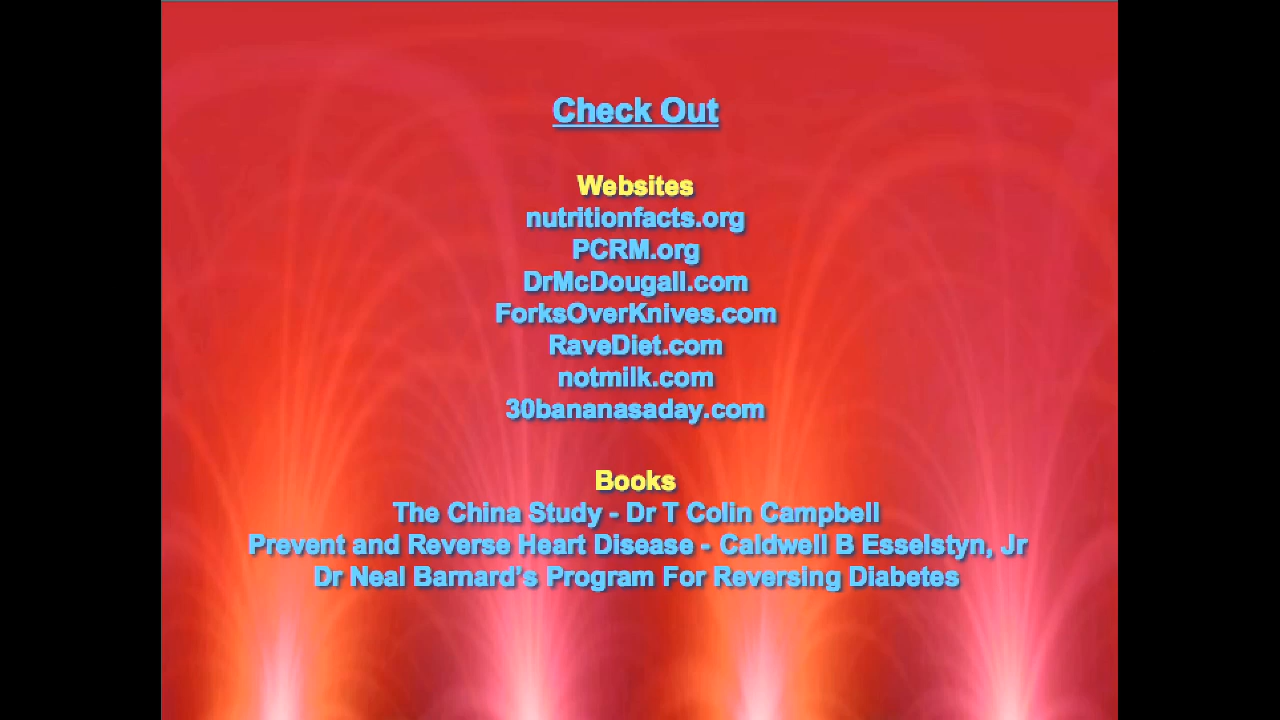 Check Out
Websites
nutritionfacts.org
PCRM.org
DrMcDougall.com
ForksOverKnives.com
RaveDiet.com
notmilk.com
30bananasaday.com
Books
The China Study - Dr T Colin Campbell
Prevent and Reverse Heart Disease - Caldwell B Esselstyn, Jr
Dr Neal Barnard's Program For Reversing Diabetes